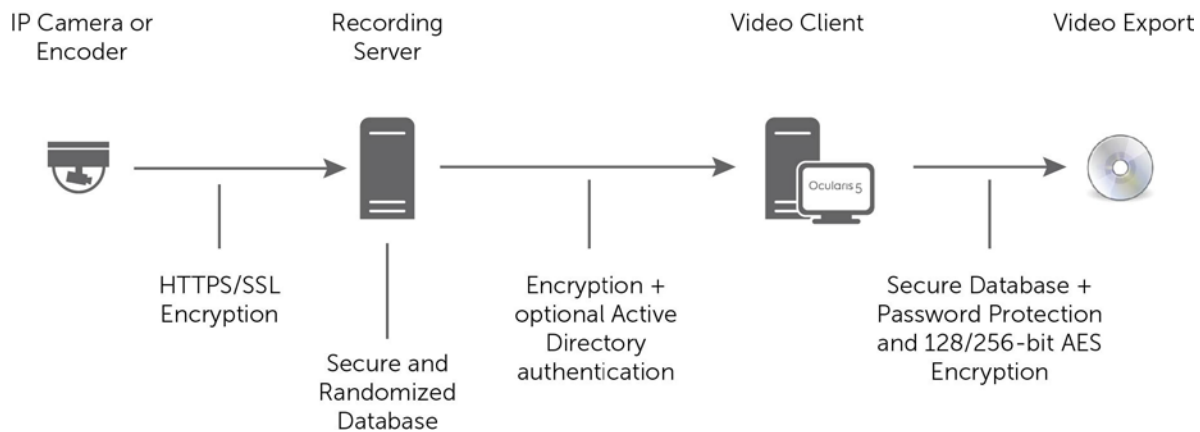 IP Camera or
Encoder
Recording
Server
Video Client
Video Export
Ocularis 5
HTTPS/SSL
Encryption
Secure and
Randomized
Database
Encryption +
optional Active
Directory
authentication
Secure Database +
Password Protection
and 128/256-bit AES
Encryption